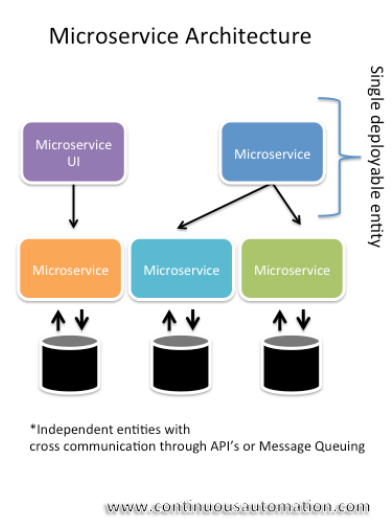 Microservice Architecture
Single deployable entity
Microservice
UI
Microservice
Microservice
Microservice
Microservice
*Independent entities with
cross communication through API's or Message Queuing
www.continuousautomation.com